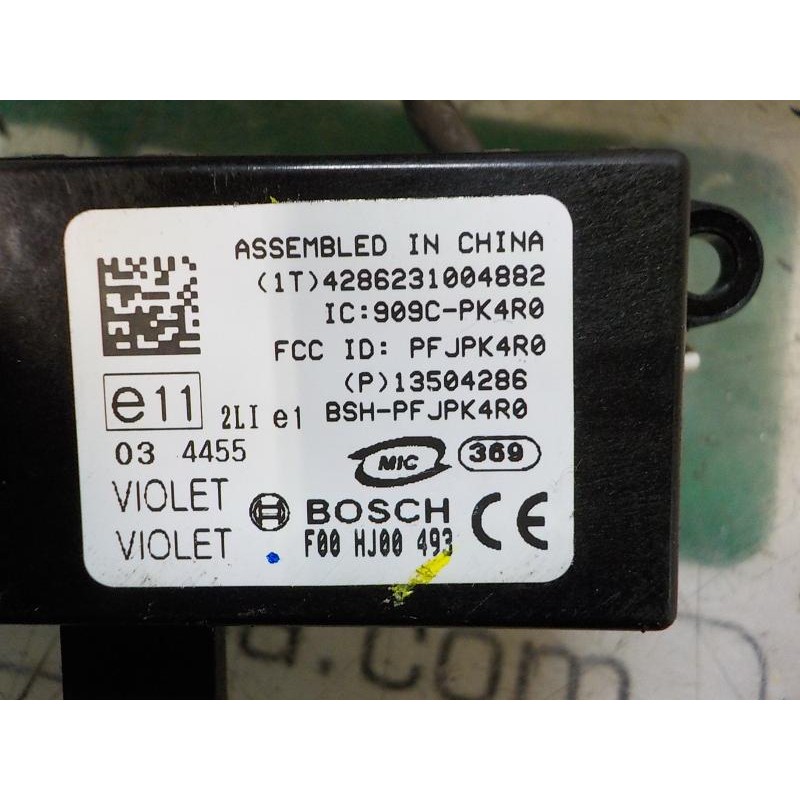 ASSEMBLED IN CHINA
(1T)4286231004882
IC:909C-PK4R0
FCC ID: PFJPK4R0
(P)13504286
e11 2LI e1 BSH-PFJPK4R0
03 4455
MIC 369
VIOLET
BOSCH CE
VIOLET
F00 HJ00 493
a.com